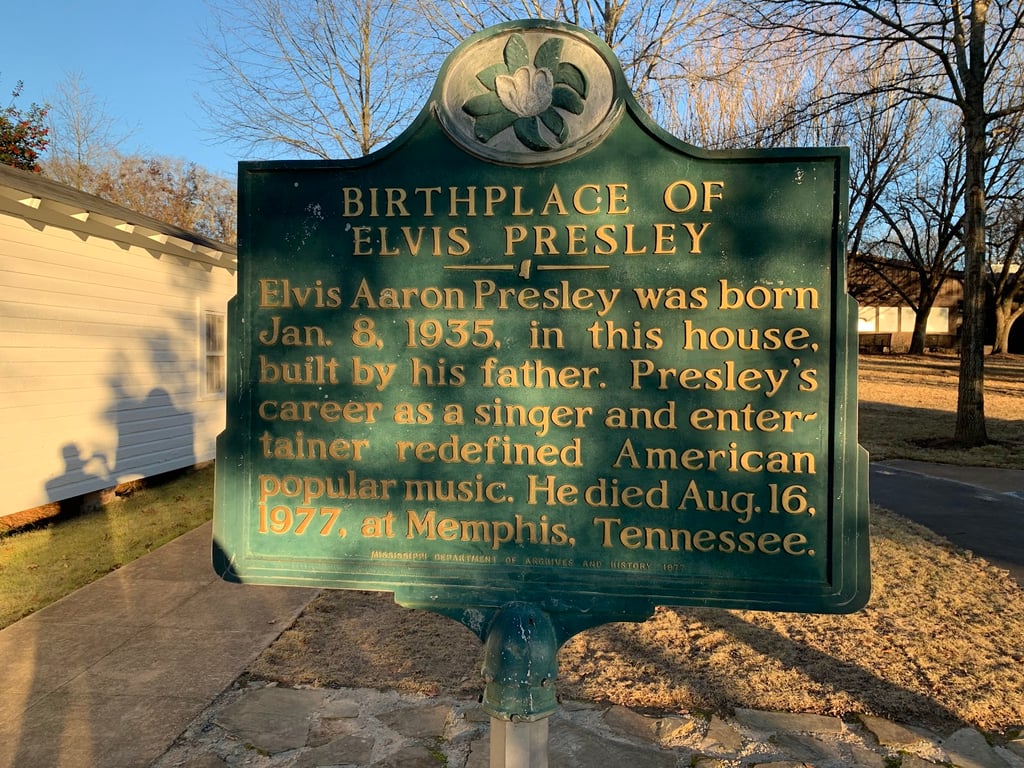 BIRTHPLACE OF
ELVIS PRESLEY
Elvis Aaron Presley was born
Jan. 8, 1935, in this house,
built by his father. Presley's
career as a singer and enter-
tainer redefined American
popular music. He died Aug. 16,
1977, at Memphis, Tennessee.
MISSISSIPPI DEPARTMENT OF ARCHIVES AND HISTORY 1977